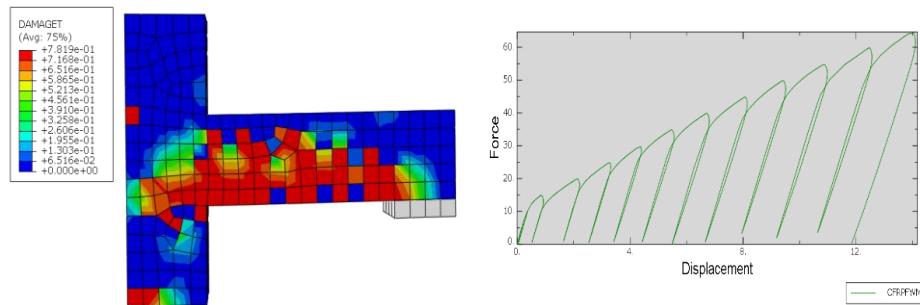 DAMAGET
(Avg: 75%)
+7.819e-01
+7.168e-01
+6.516e-01
+5.865e-01
+5.213e-01
+4.561e-01
+3.910e-01
+3.258e-01
+2.606e-01
+1.955e-01
+1.303e-01
+6.516e-02
+0.000e+00
60.
50.
40.
30.
20.
10.
0.
Force
0.
4.
8.
12.
Displacement